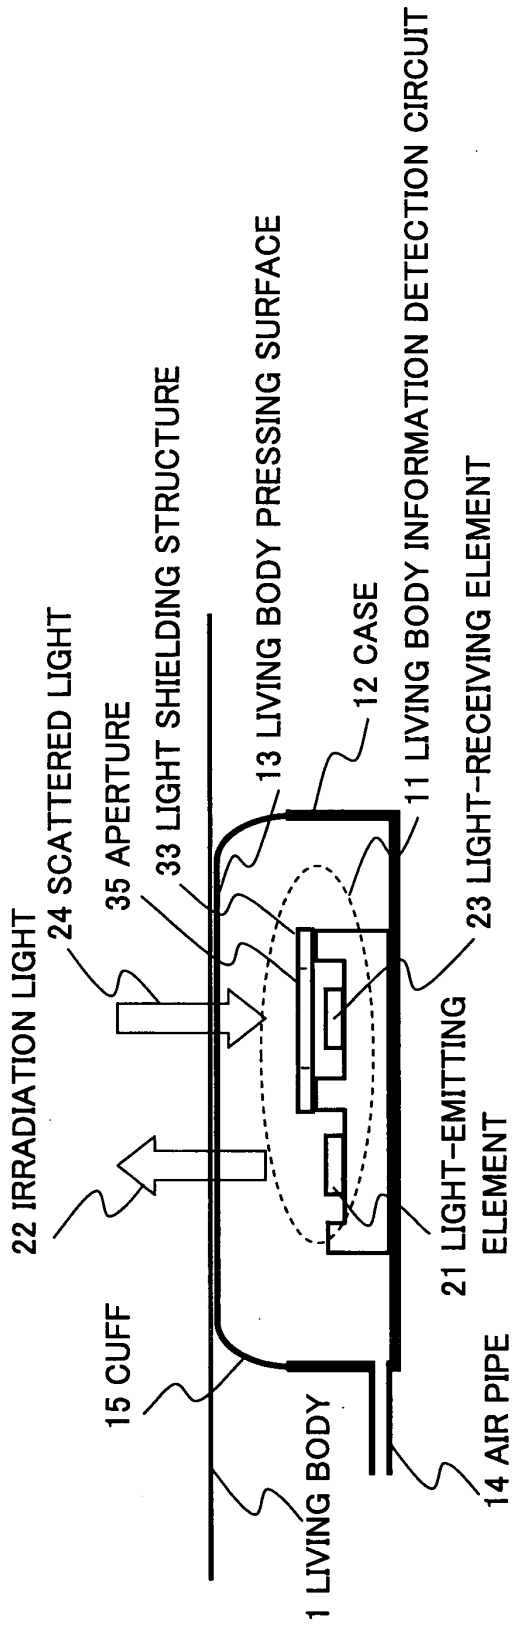 22 IRRADIATION LIGHT
24 SCATTERED LIGHT
35 APERTURE
33 LIGHT SHIELDING STRUCTURE
13 LIVING BODY PRESSING SURFACE
12 CASE
11 LIVING BODY INFORMATION DETECTION CIRCUIT
23 LIGHT-RECEIVING ELEMENT
21 LIGHT-EMITTING
ELEMENT
15 CUFF
1 LIVING BODY
14 AIR PIPE